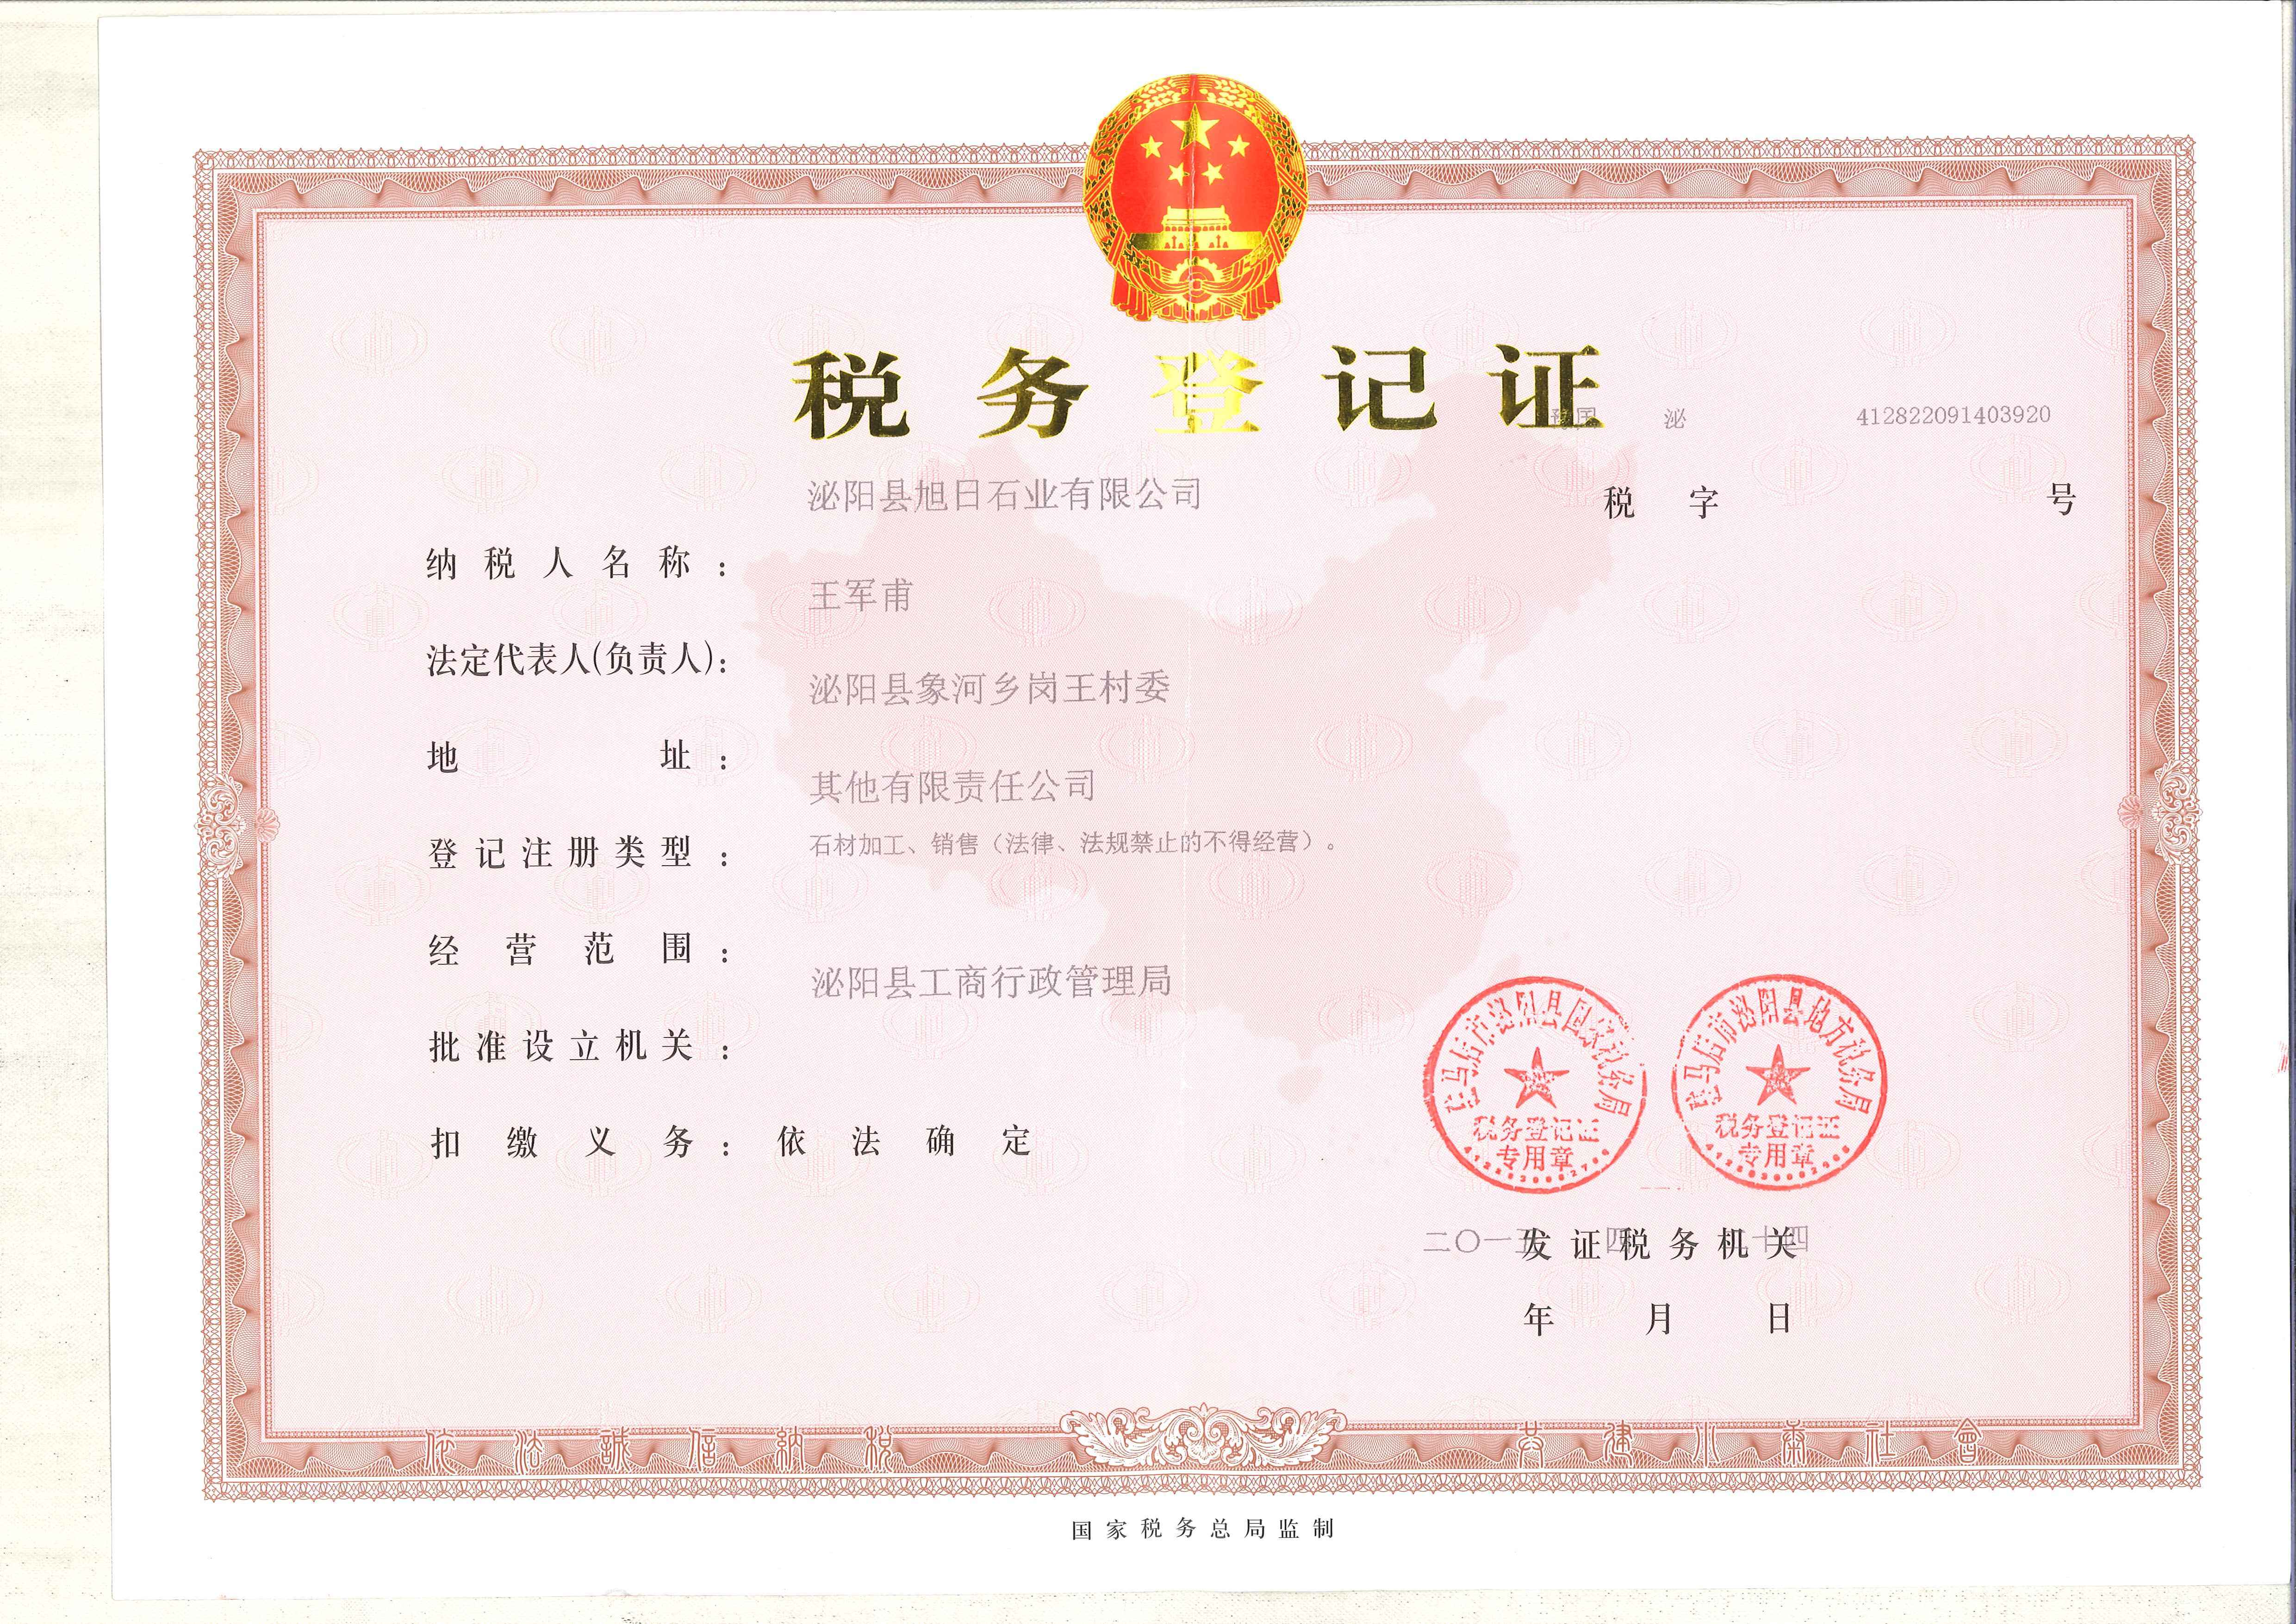 税务登记证
豫国 泌 412822091403920
税 字 号
泌阳县旭日石业有限公司
纳税人名称：
王军甫
法定代表人(负责人)：
泌阳县象河乡岗王村委
地址：
其他有限责任公司
登记注册类型：
石材加工、销售（法律、法规禁止的不得经营）。
经营范围：
泌阳县工商行政管理局
批准设立机关：
扣缴义务：依法确定
驻马店市泌阳县国家税务局
税务登记证
专用章
驻马店市泌阳县地方税务局
税务登记证
专用章
二〇一五 四 十四
发证税务机关
年 月 日
依法诚信纳税 共建小康社會
国家税务总局监制